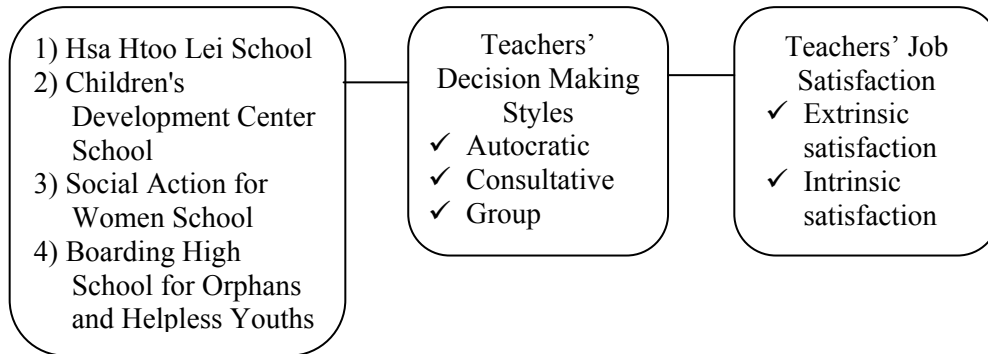 1) Hsa Htoo Lei School
2) Children's
Development Center
School
3) Social Action for
Women School
4) Boarding High
School for Orphans
and Helpless Youths
Teachers’
Decision Making
Styles
✓ Autocratic
✓ Consultative
✓ Group
Teachers’ Job
Satisfaction
✓ Extrinsic
satisfaction
✓ Intrinsic
satisfaction